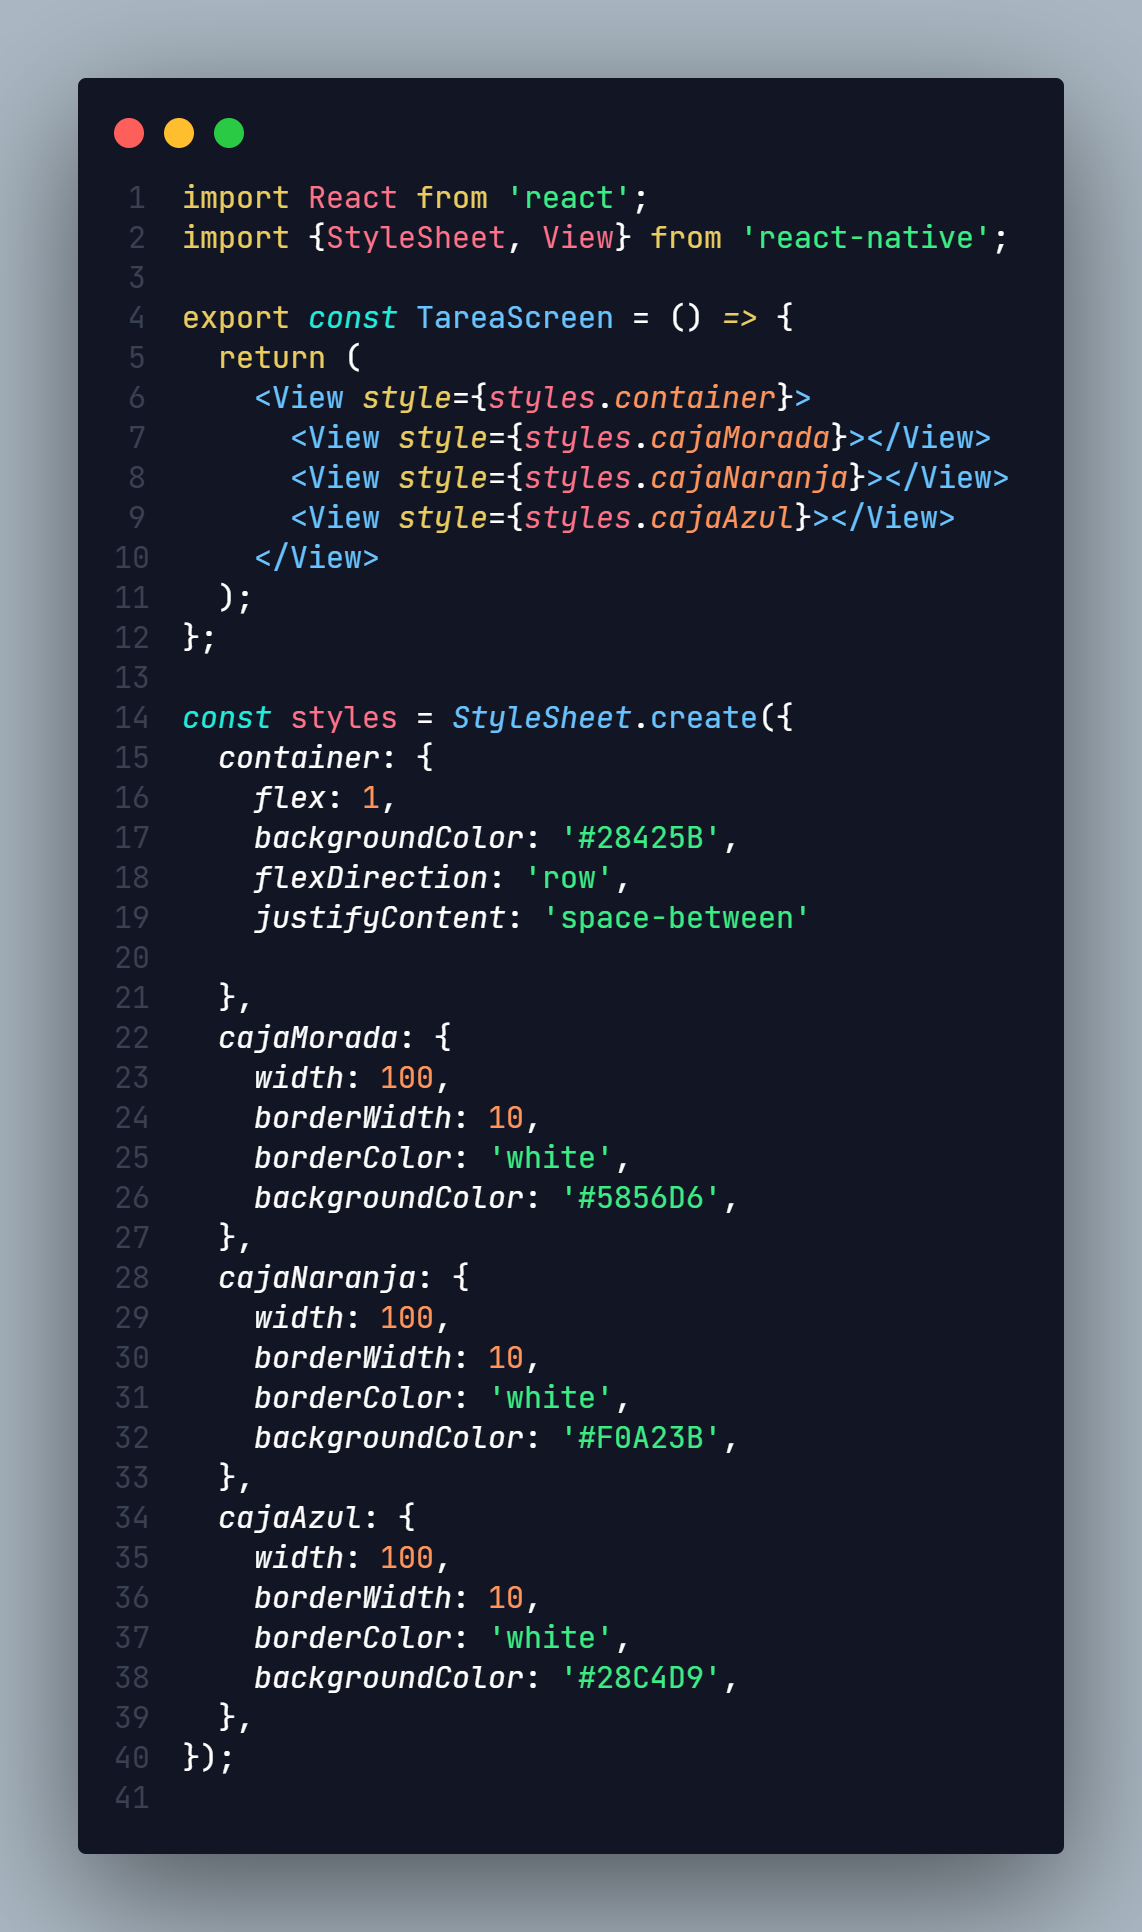 1 import React from 'react';
2 import {StyleSheet, View} from 'react-native';
3
4 export const TareaScreen = () => {
5   return (
6     <View style={styles.container}>
7       <View style={styles.cajaMorada}></View>
8       <View style={styles.cajaNaranja}></View>
9       <View style={styles.cajaAzul}></View>
10     </View>
11   );
12 };
13
14 const styles = StyleSheet.create({
15   container: {
16     flex: 1,
17     backgroundColor: '#28425B',
18     flexDirection: 'row',
19     justifyContent: 'space-between'
20
21   },
22   cajaMorada: {
23     width: 100,
24     borderWidth: 10,
25     borderColor: 'white',
26     backgroundColor: '#5856D6',
27   },
28   cajaNaranja: {
29     width: 100,
30     borderWidth: 10,
31     borderColor: 'white',
32     backgroundColor: '#F0A23B',
33   },
34   cajaAzul: {
35     width: 100,
36     borderWidth: 10,
37     borderColor: 'white',
38     backgroundColor: '#28C4D9',
39   },
40 });
41